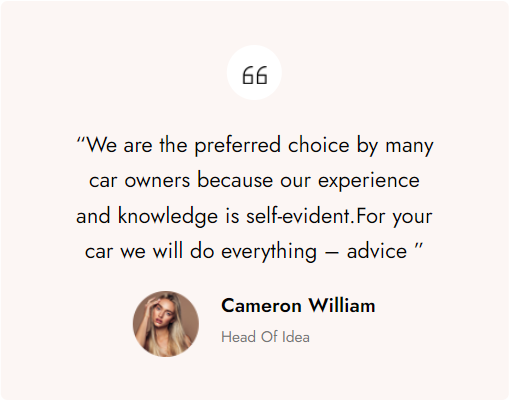 “We are the preferred choice by many
car owners because our experience
and knowledge is self-evident.For your
car we will do everything – advice ”
Cameron William
Head Of Idea